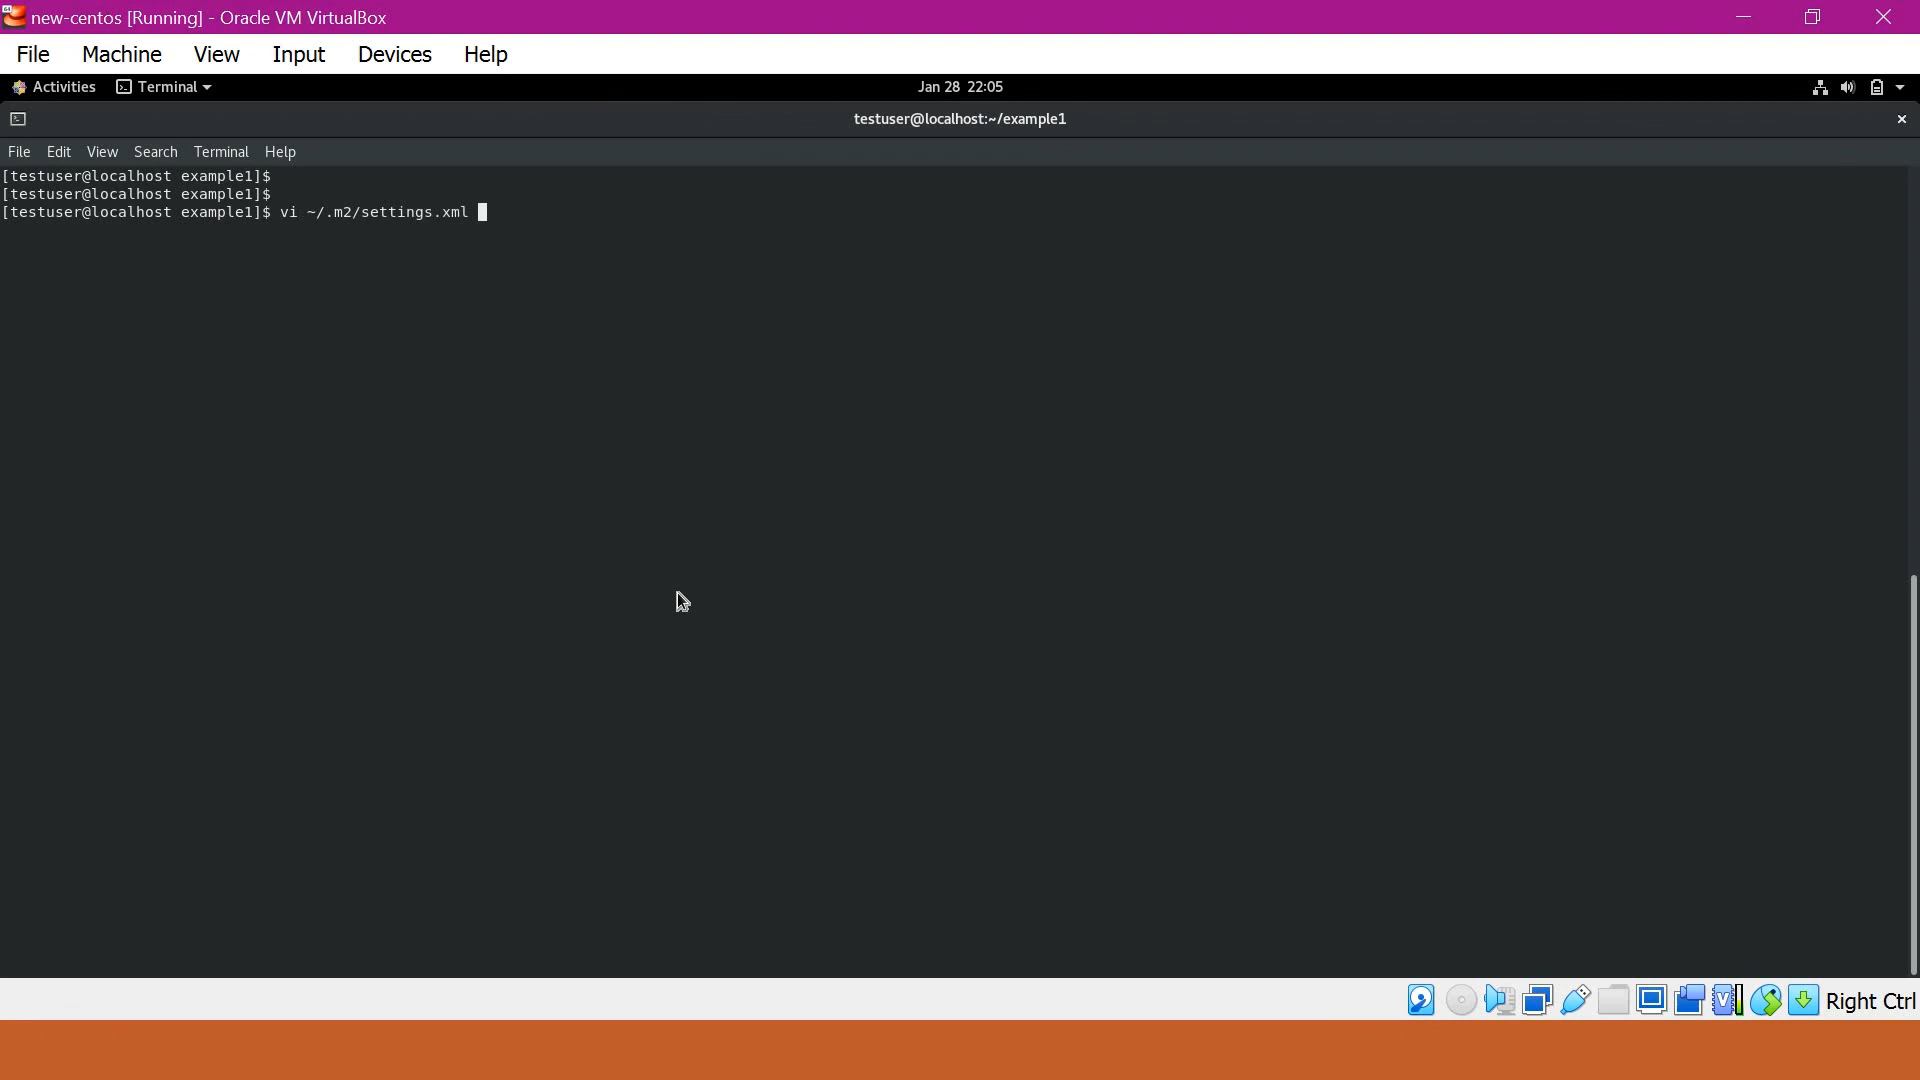 new-centos [Running] - Oracle VM VirtualBox
File Machine View Input Devices Help
Activities Terminal Jan 28 22:05
testuser@localhost:~/example1
File Edit View Search Terminal Help
[testuser@localhost example1]$
[testuser@localhost example1]$
[testuser@localhost example1]$ vi ~/.m2/settings.xml
Right Ctrl